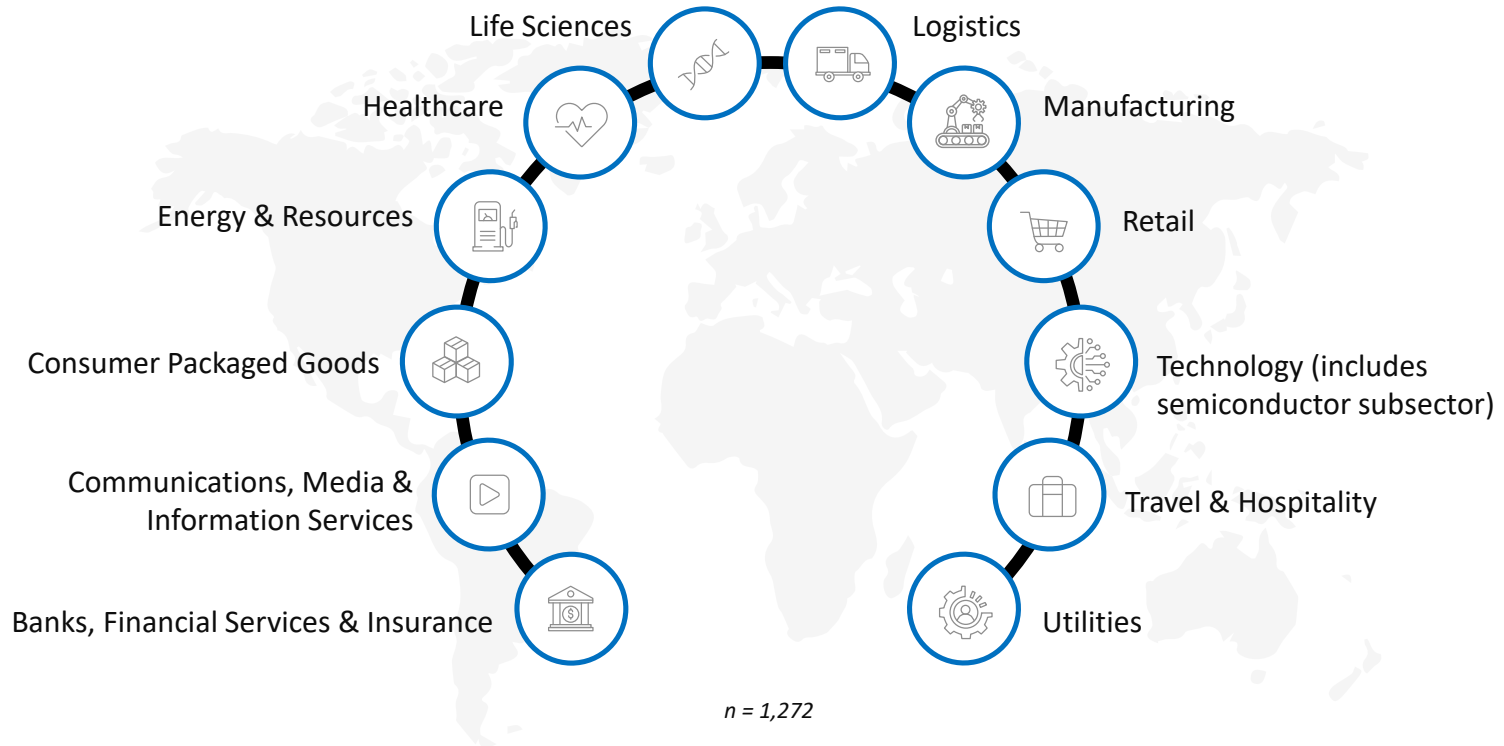 Life Sciences
Logistics
Healthcare
Manufacturing
Energy & Resources
Retail
Consumer Packaged Goods
Technology (includes
semiconductor subsector)
Communications, Media &
Information Services
Travel & Hospitality
Banks, Financial Services & Insurance
$
Utilities
n = 1,272